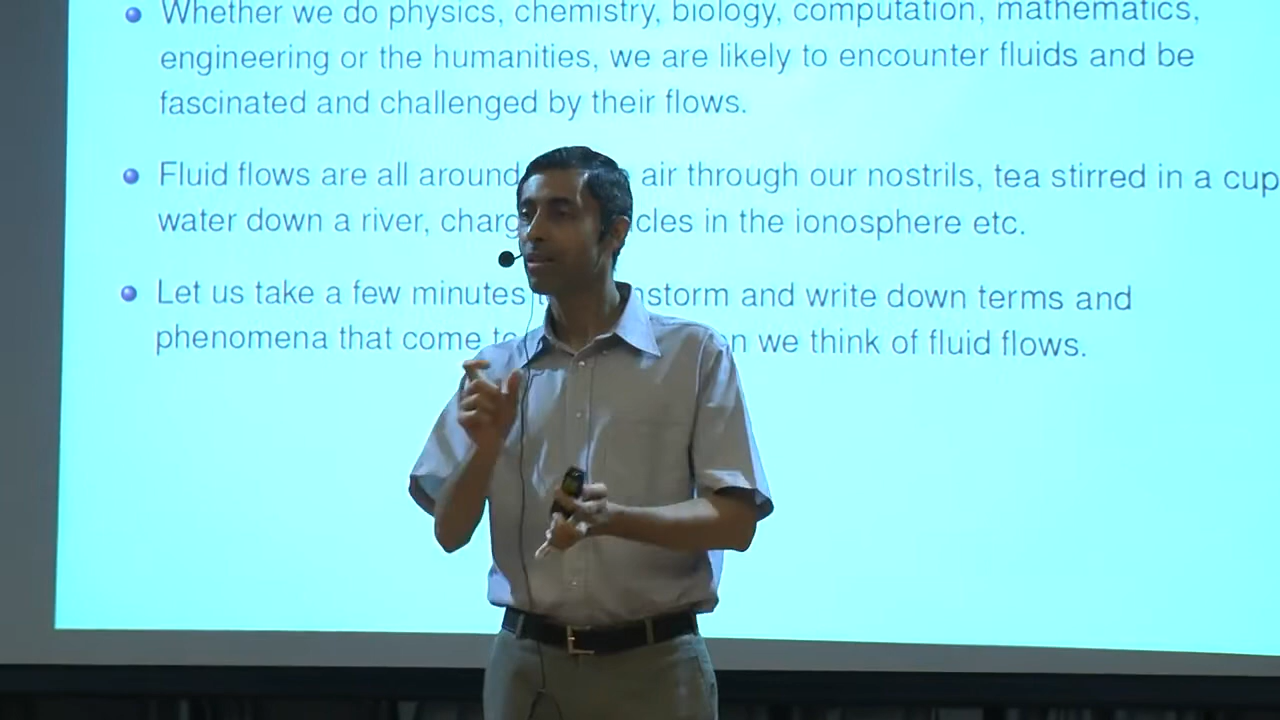 Whether we do physics, chemistry, biology, computation, mathematics,
engineering or the humanities, we are likely to encounter fluids and be
fascinated and challenged by their flows.
Fluid flows are all around air through our nostrils, tea stirred in a cup
water down a river, in the ionosphere etc.
Let us take a few minutes and write down terms and
phenomena that come we think of fluid flows.